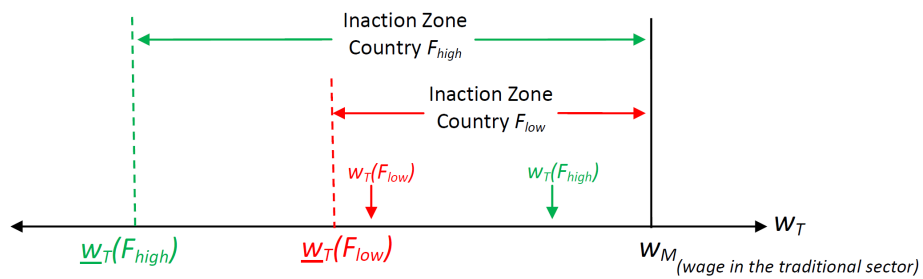 Inaction Zone
Country F_high
Inaction Zone
Country F_low
w_T(F_low)
w_T(F_high)
w_T
w_T(F_high)
w_T(F_low)
w_M (wage in the traditional sector)